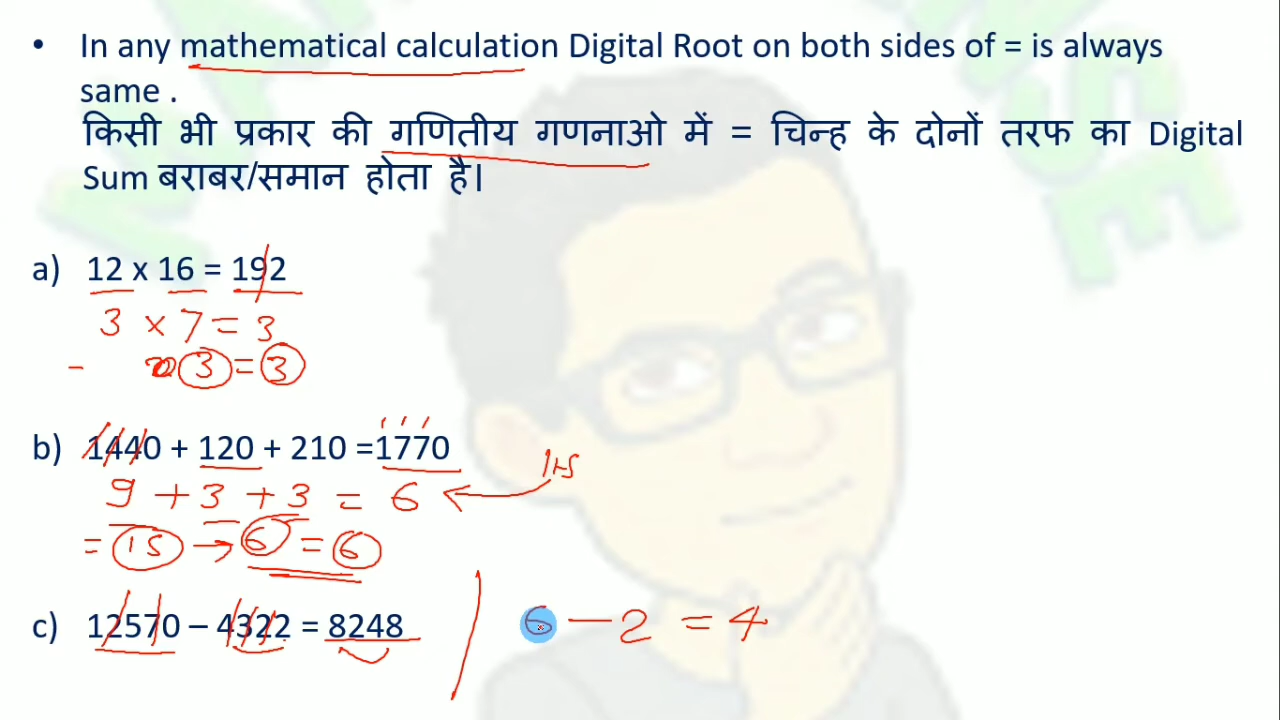 • In any mathematical calculation Digital Root on both sides of = is always
same .
किसी भी प्रकार की गणितीय गणनाओ में = चिन्ह के दोनों तरफ का Digital
Sum बराबर/समान होता है।
a) 12 x 16 = 192
3 × 7 = 3
3 = 3
b) 1440 + 120 + 210 =1770
9 + 3 + 3 = 6
= 15 → 6 = 6
c) 12570 – 4322 = 8248
6 – 2 = 4